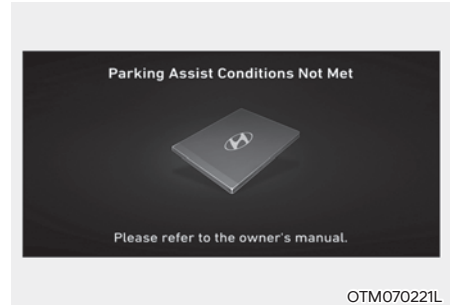 Parking Assist Conditions Not Met
Please refer to the owner's manual.
OTM070221L